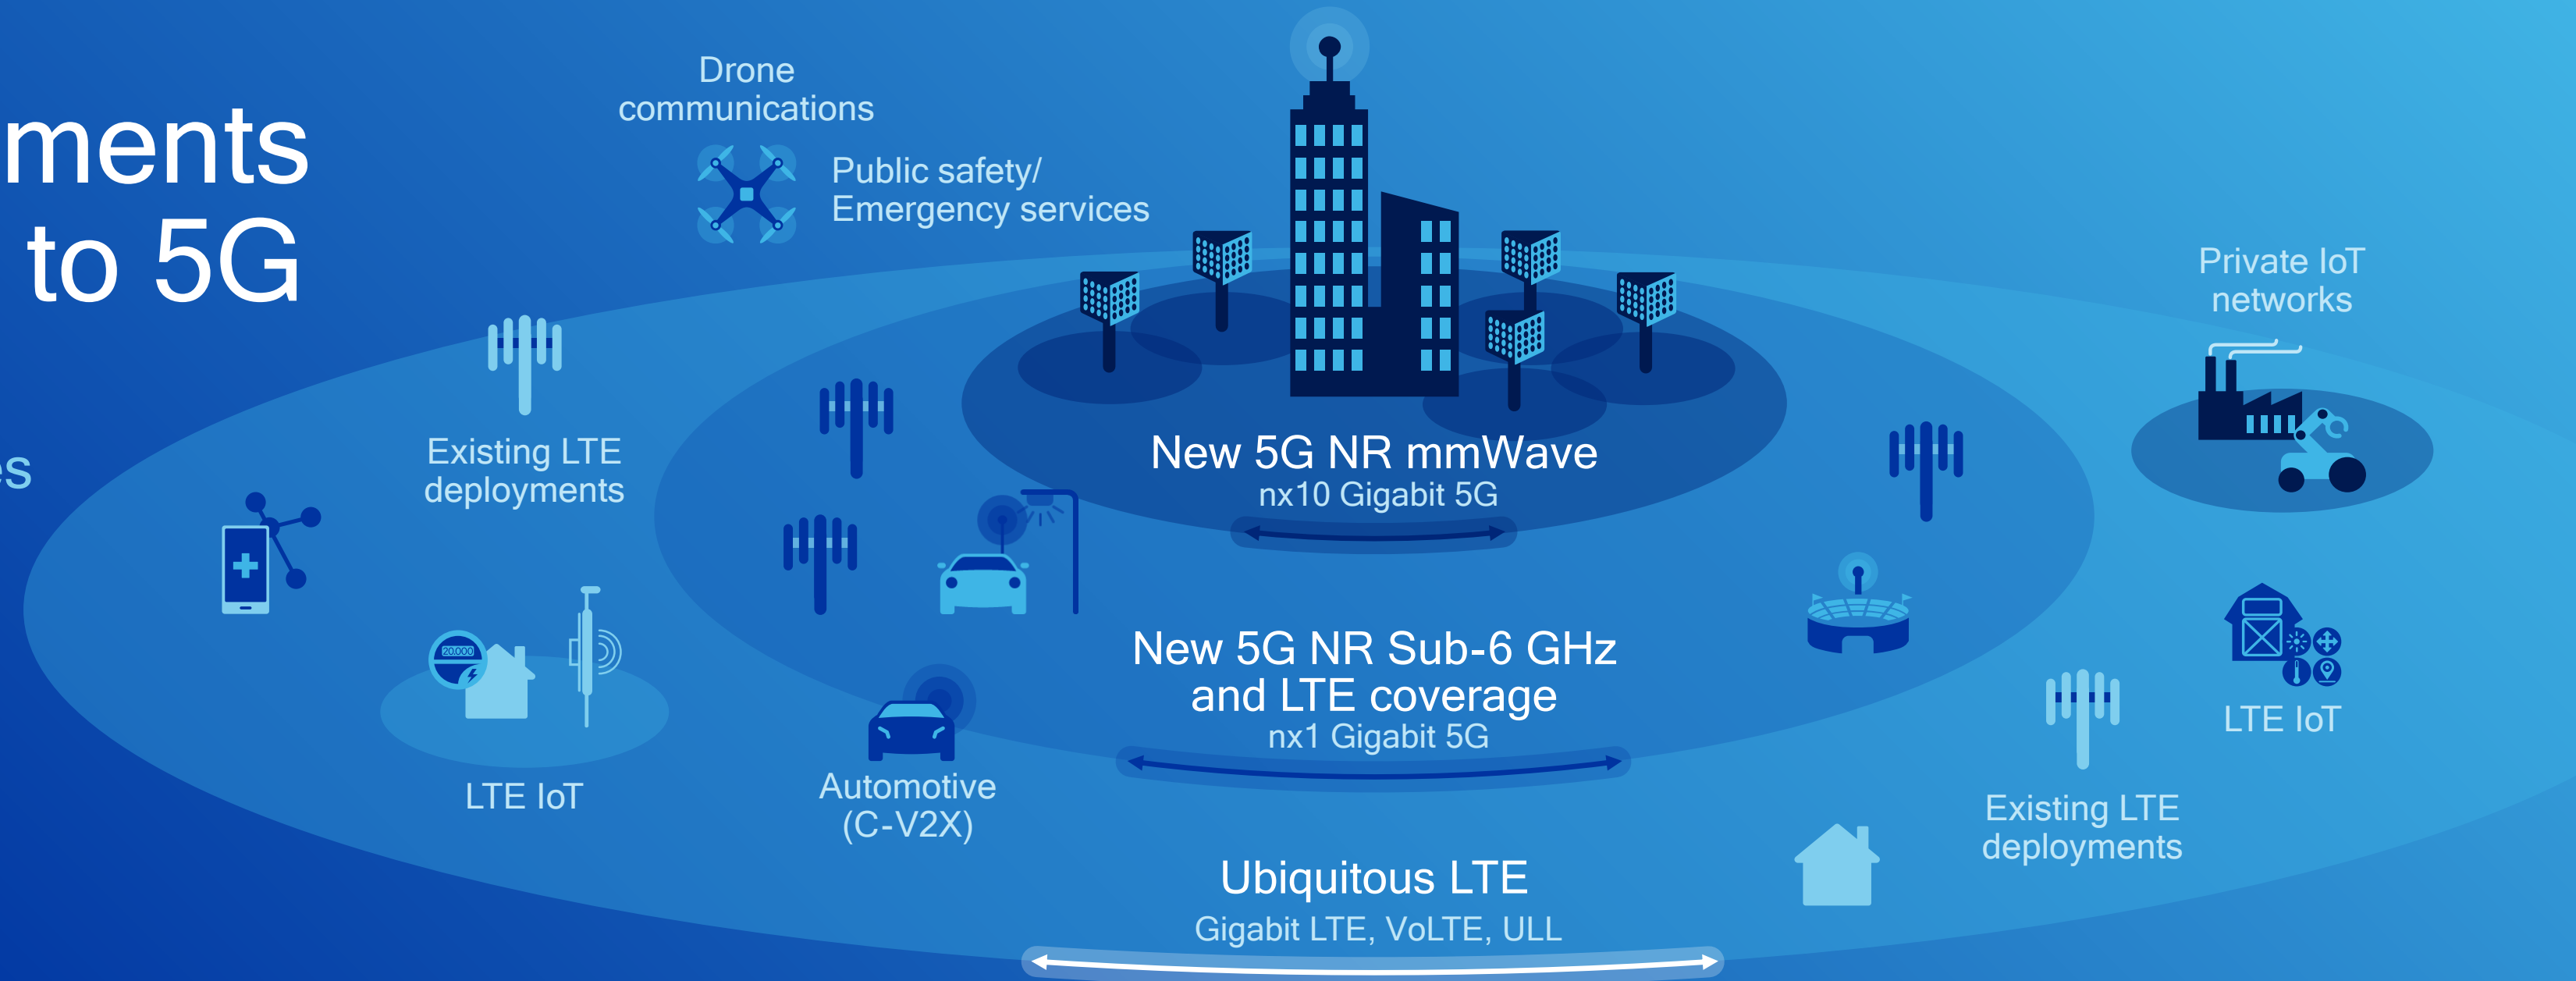 ments
to 5G
es
Drone
communications
Public safety/
Emergency services
Private IoT
networks
Existing LTE
deployments
New 5G NR mmWave
nx10 Gigabit 5G
20,000
LTE IoT
Automotive
(C-V2X)
New 5G NR Sub-6 GHz
and LTE coverage
nx1 Gigabit 5G
LTE IoT
Existing LTE
deployments
Ubiquitous LTE
Gigabit LTE, VoLTE, ULL